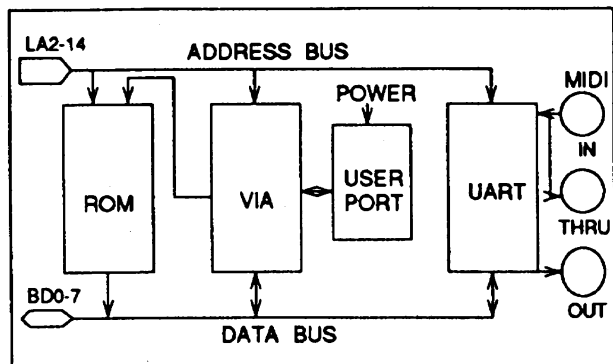 LA2-14
ADDRESS BUS
MIDI
POWER
IN
ROM
VIA
USER
PORT
UART
THRU
BD0-7
OUT
DATA BUS